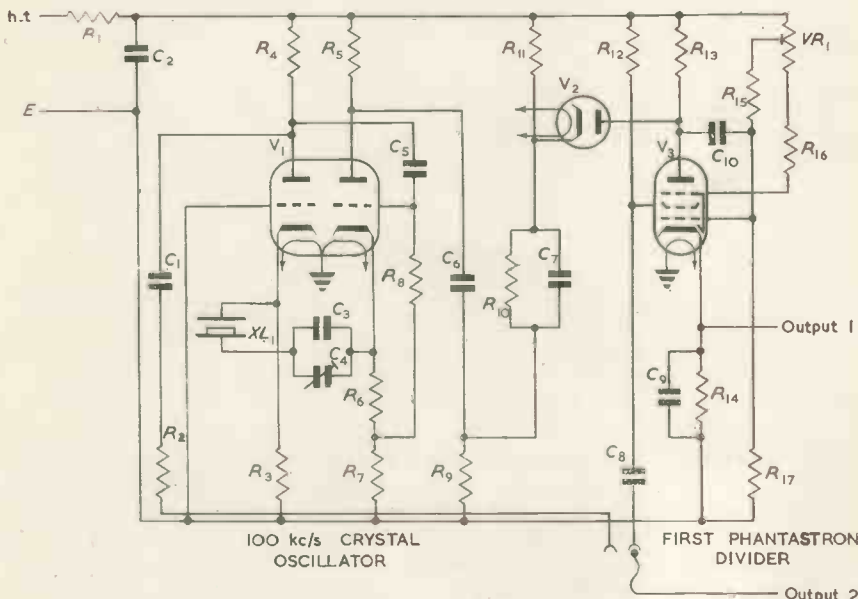 h.t
R1
C2
R4
R5
R11
R12
R13
VR1
E
V2
R15
C10
R16
V1
C5
V3
C1
R8
C6
C7
R10
XL1
C3
C4
Output 1
C9
R14
R6
R2
R3
R7
R9
C8
R17
100 kc/s CRYSTAL
OSCILLATOR
FIRST PHANTASTRON
DIVIDER
Output 2